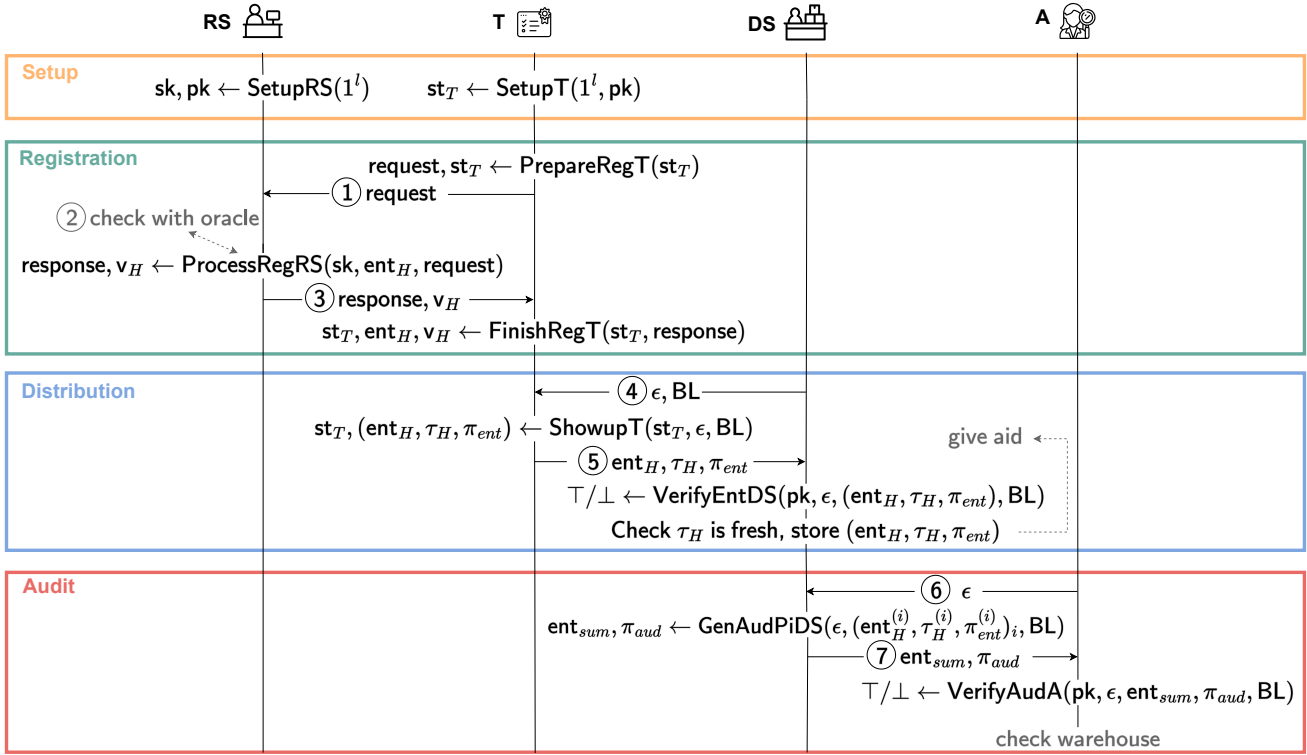 RS T DS A
Setup
sk, pk ← SetupRS(1^l) st_T ← SetupT(1^l, pk)
Registration
request, st_T ← PrepareRegT(st_T)
① request
② check with oracle
response, v_H ← ProcessRegRS(sk, ent_H, request)
③ response, v_H
st_T, ent_H, v_H ← FinishRegT(st_T, response)
Distribution
④ ϵ, BL
st_T, (ent_H, τ_H, π_ent) ← ShowupT(st_T, ϵ, BL)
give aid
⑤ ent_H, τ_H, π_ent
⊤/⊥ ← VerifyEntDS(pk, ϵ, (ent_H, τ_H, π_ent), BL)
Check τ_H is fresh, store (ent_H, τ_H, π_ent)
Audit
⑥ ϵ
ent_sum, π_aud ← GenAudPiDS(ϵ, (ent_H^(i), τ_H^(i), π_ent^(i))_i, BL)
⑦ ent_sum, π_aud
⊤/⊥ ← VerifyAudA(pk, ϵ, ent_sum, π_aud, BL)
check warehouse